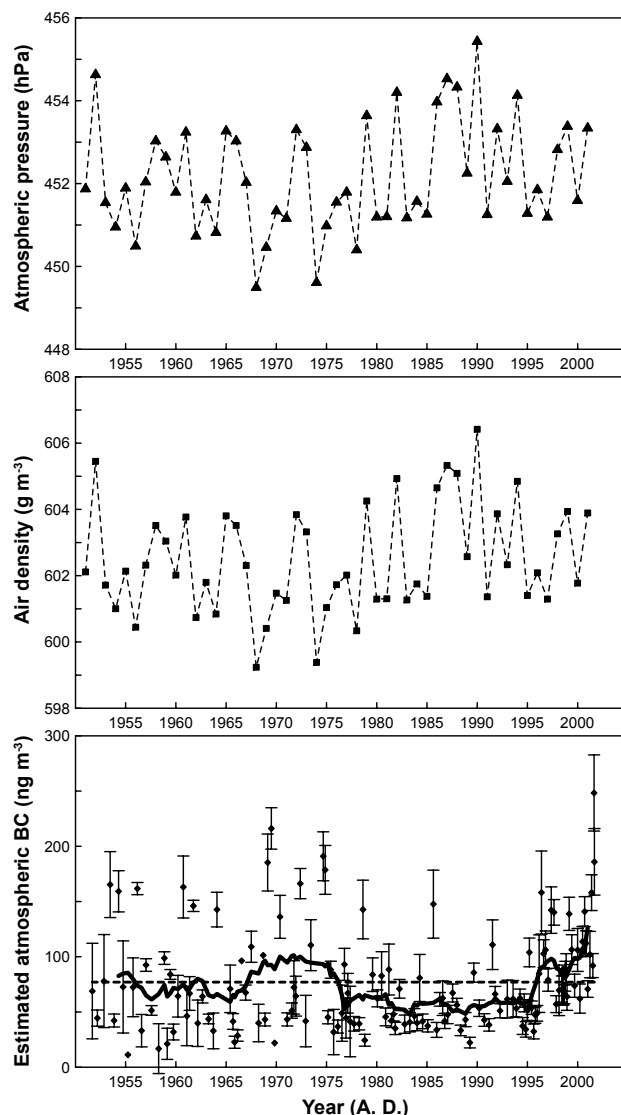 Atmospheric pressure (hPa)
456
454
452
450
448
1955 1960 1965 1970 1975 1980 1985 1990 1995 2000
Air density (g m-3)
608
606
604
602
600
598
1955 1960 1965 1970 1975 1980 1985 1990 1995 2000
Estimated atmospheric BC (ng m-3)
300
200
100
0
1955 1960 1965 1970 1975 1980 1985 1990 1995 2000
Year (A. D.)